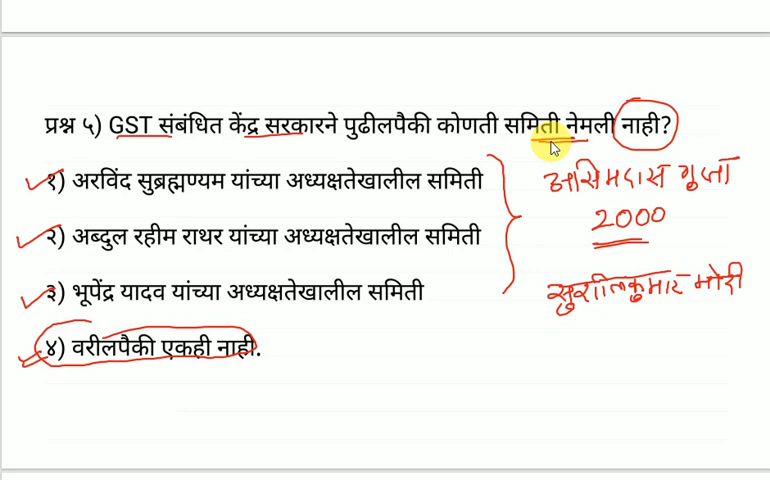 प्रश्न ५) GST संबंधित केंद्र सरकारने पुढीलपैकी कोणती समिती नेमली नाही?
१) अरविंद सुब्रह्मण्यम यांच्या अध्यक्षतेखालील समिती
२) अब्दुल रहीम राथर यांच्या अध्यक्षतेखालील समिती
३) भूपेंद्र यादव यांच्या अध्यक्षतेखालील समिती
४) वरीलपैकी एकही नाही.
असिमदास गुप्ता
2000
सुशीलकुमार मोदी